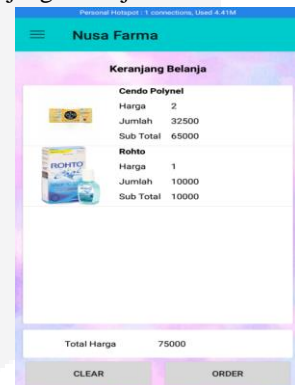 Personal Hotspot : 1 connections, Used 4.41M
Nusa Farma
Keranjang Belanja
Cendo Polynel
Harga 2
Jumlah 32500
Sub Total 65000
Rohto
Harga 1
Jumlah 10000
Sub Total 10000
ROHTO
Total Harga 75000
CLEAR ORDER